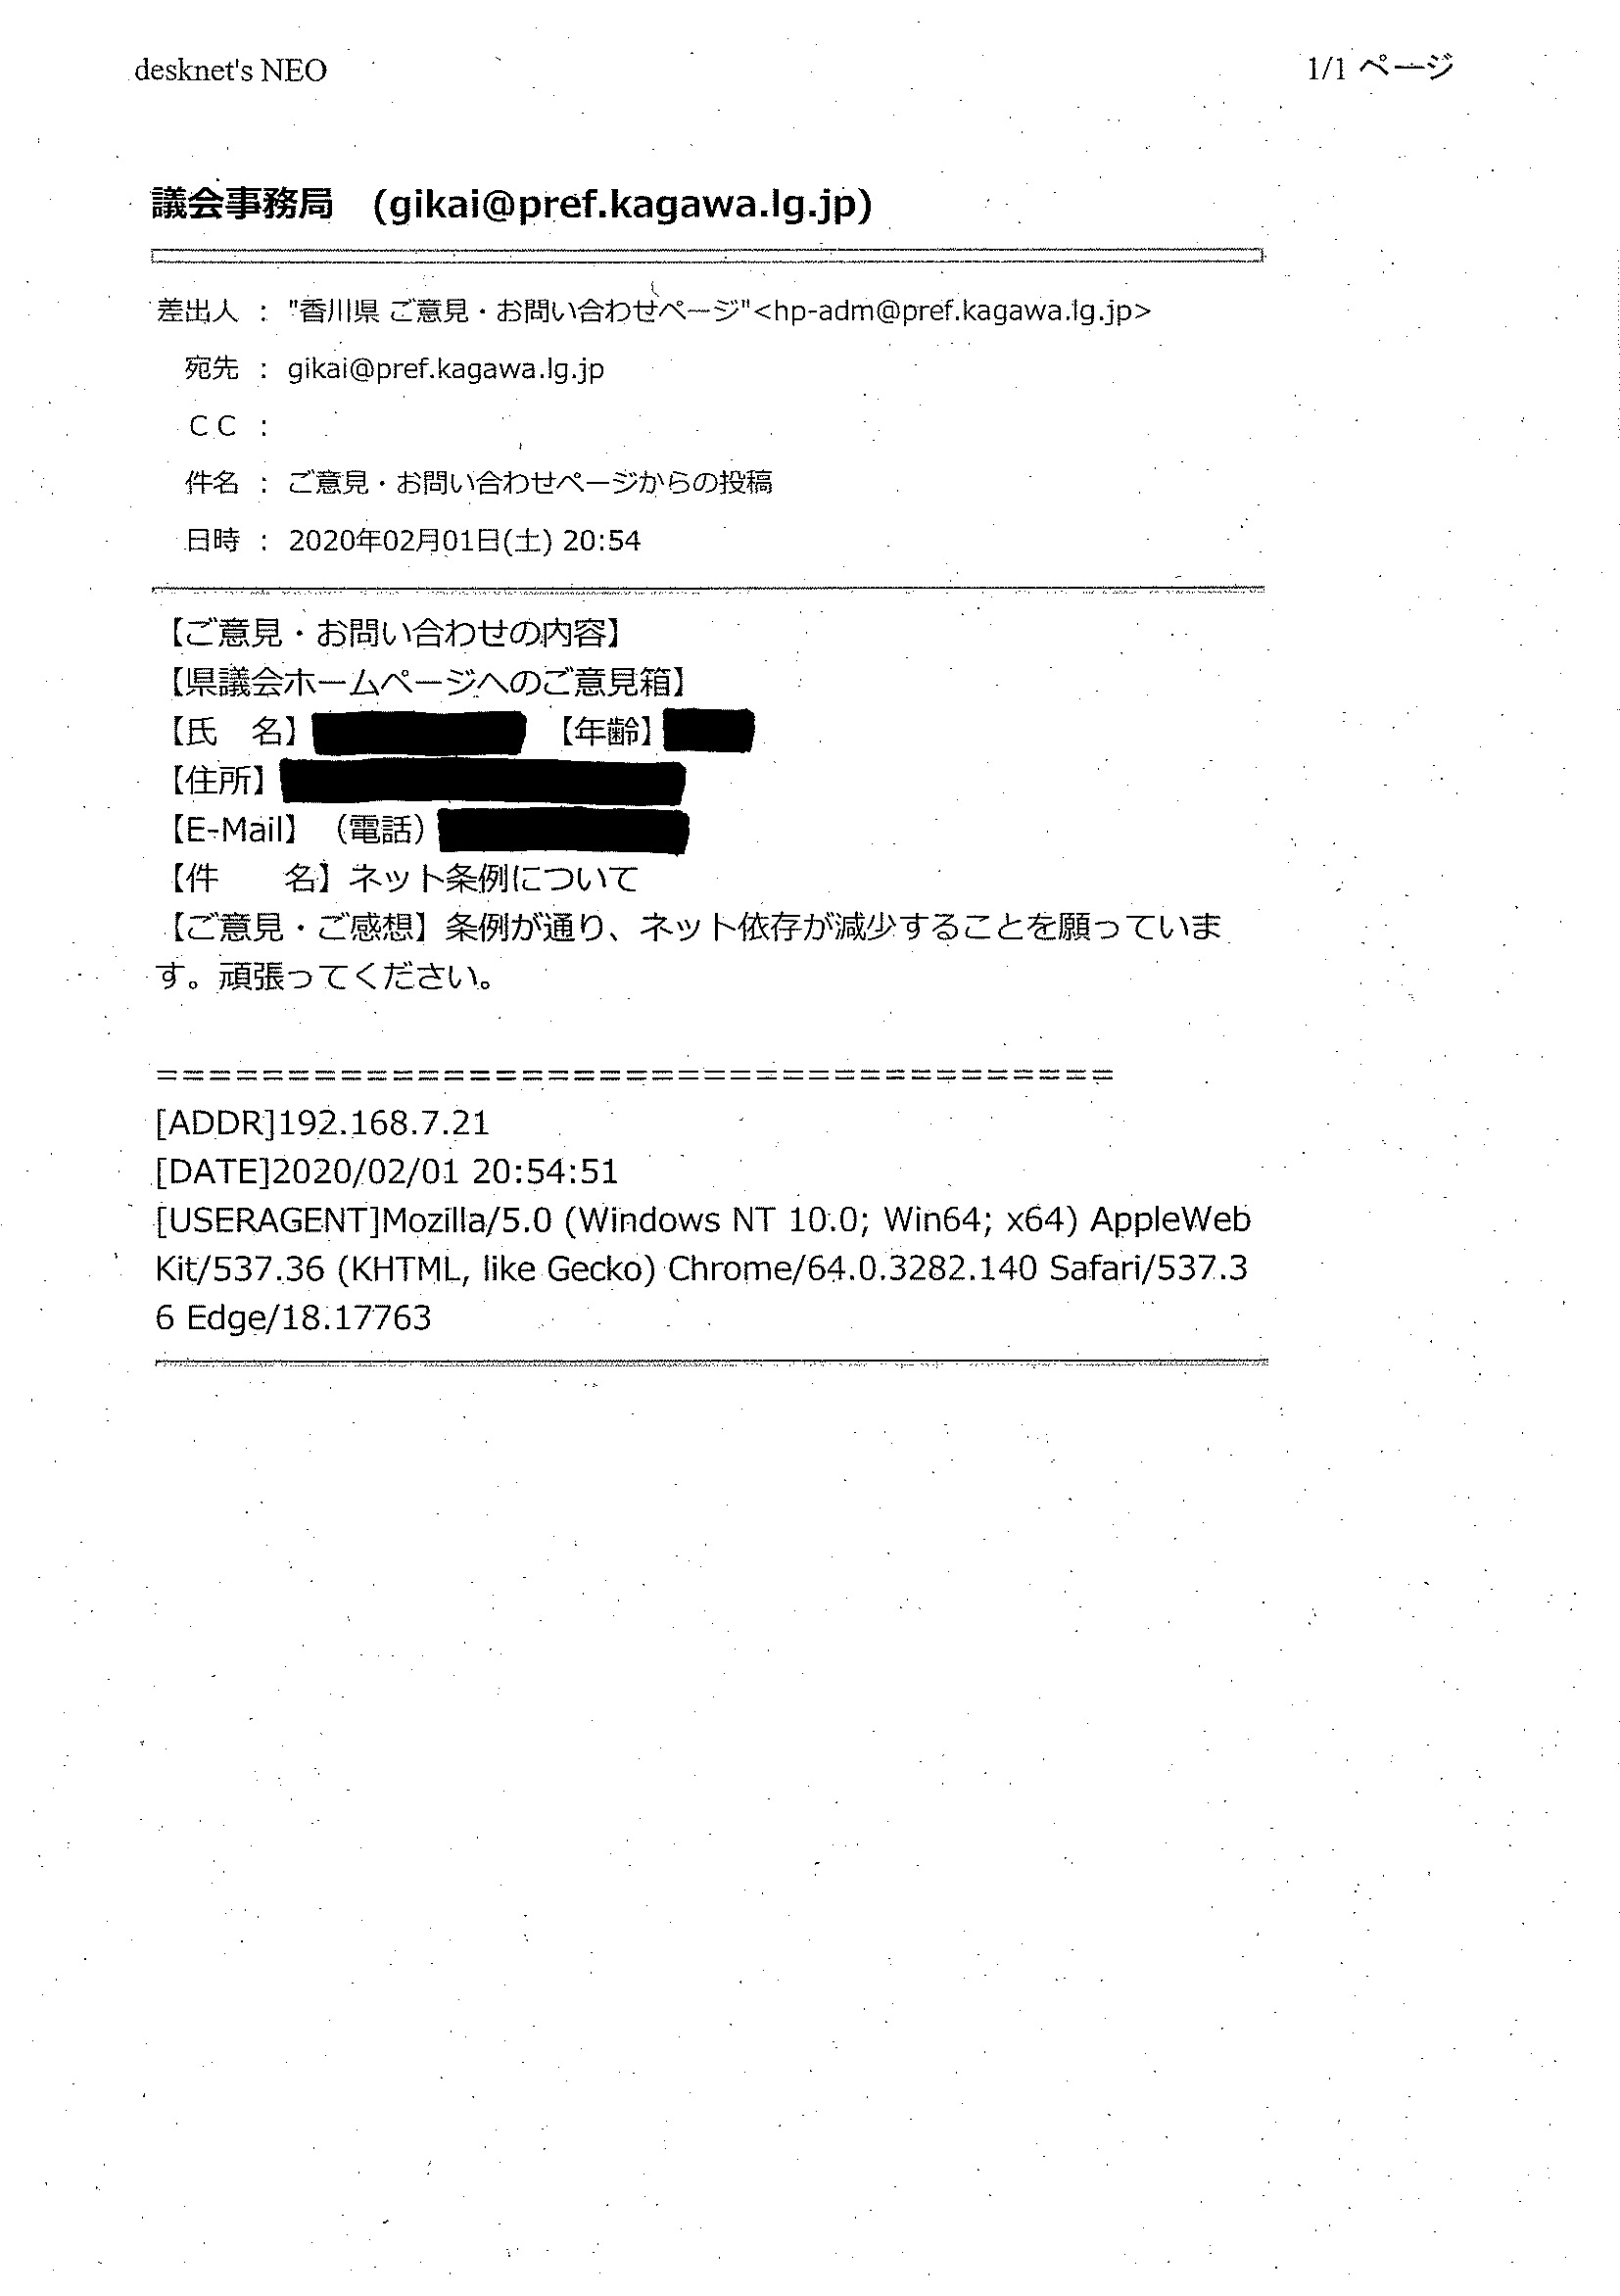 desknet's NEO
1/1 ページ
議会事務局　(gikai@pref.kagawa.lg.jp)
差出人 : "香川県 ご意見・お問い合わせページ"<hp-adm@pref.kagawa.lg.jp>
宛先 : gikai@pref.kagawa.lg.jp
ＣＣ :
件名 : ご意見・お問い合わせページからの投稿
日時 : 2020年02月01日(土) 20:54
【ご意見・お問い合わせの内容】
【県議会ホームページへのご意見箱】
【氏　名】　【年齢】
【住所】
【E-Mail】（電話）
【件　　名】ネット条例について
【ご意見・ご感想】条例が通り、ネット依存が減少することを願っていま
す。頑張ってください。
=====================================
[ADDR]192.168.7.21
[DATE]2020/02/01 20:54:51
[USERAGENT]Mozilla/5.0 (Windows NT 10.0; Win64; x64) AppleWeb
Kit/537.36 (KHTML, like Gecko) Chrome/64.0.3282.140 Safari/537.3
6 Edge/18.17763